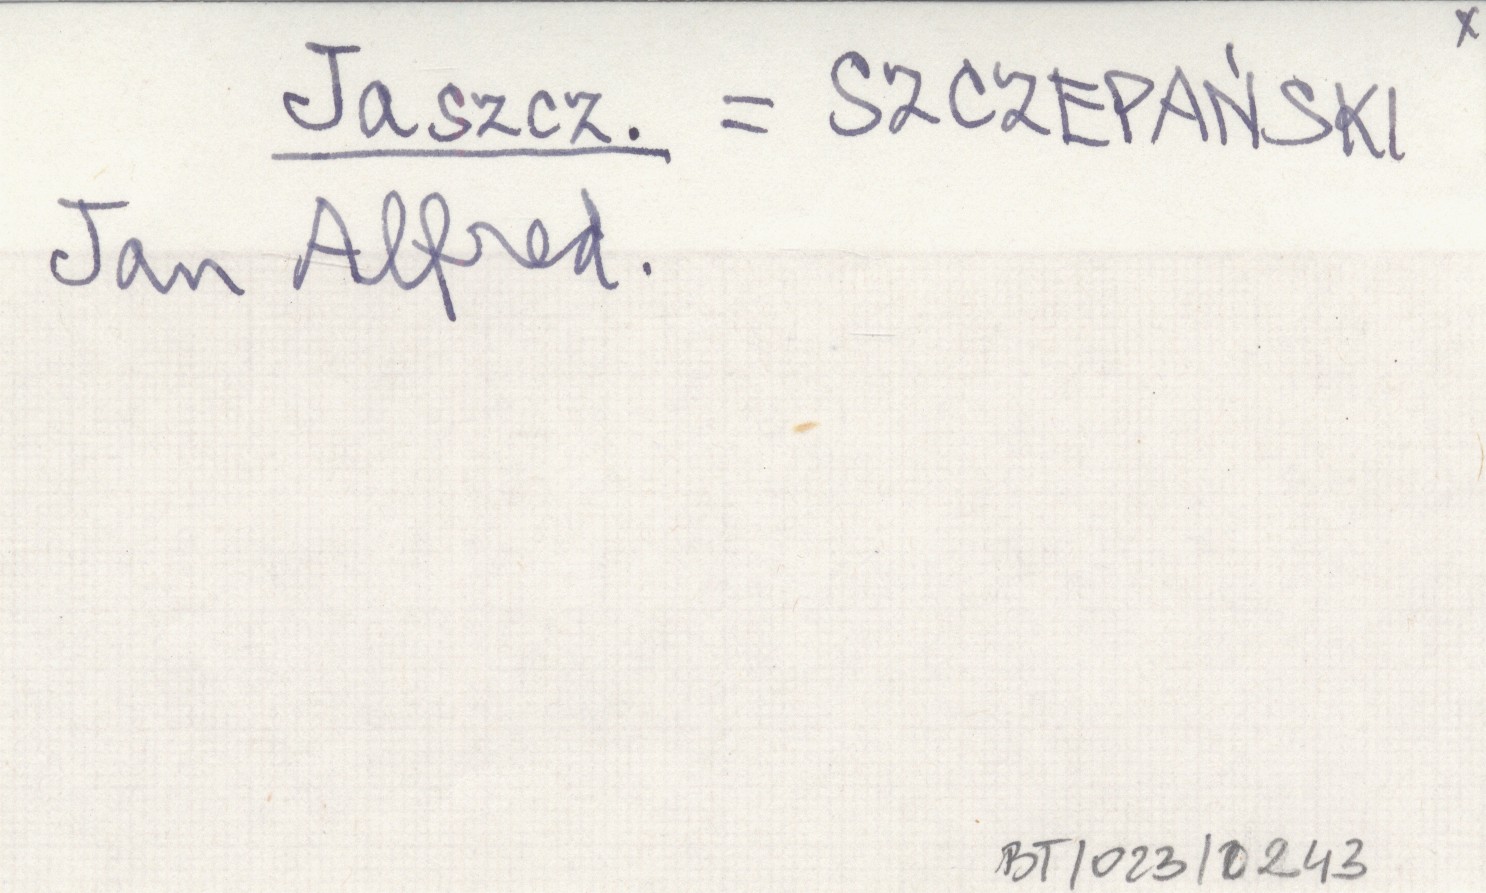 x
Jaszcz. = SZCZEPAŃSKI
Jan Alfred.
BT/023/0243